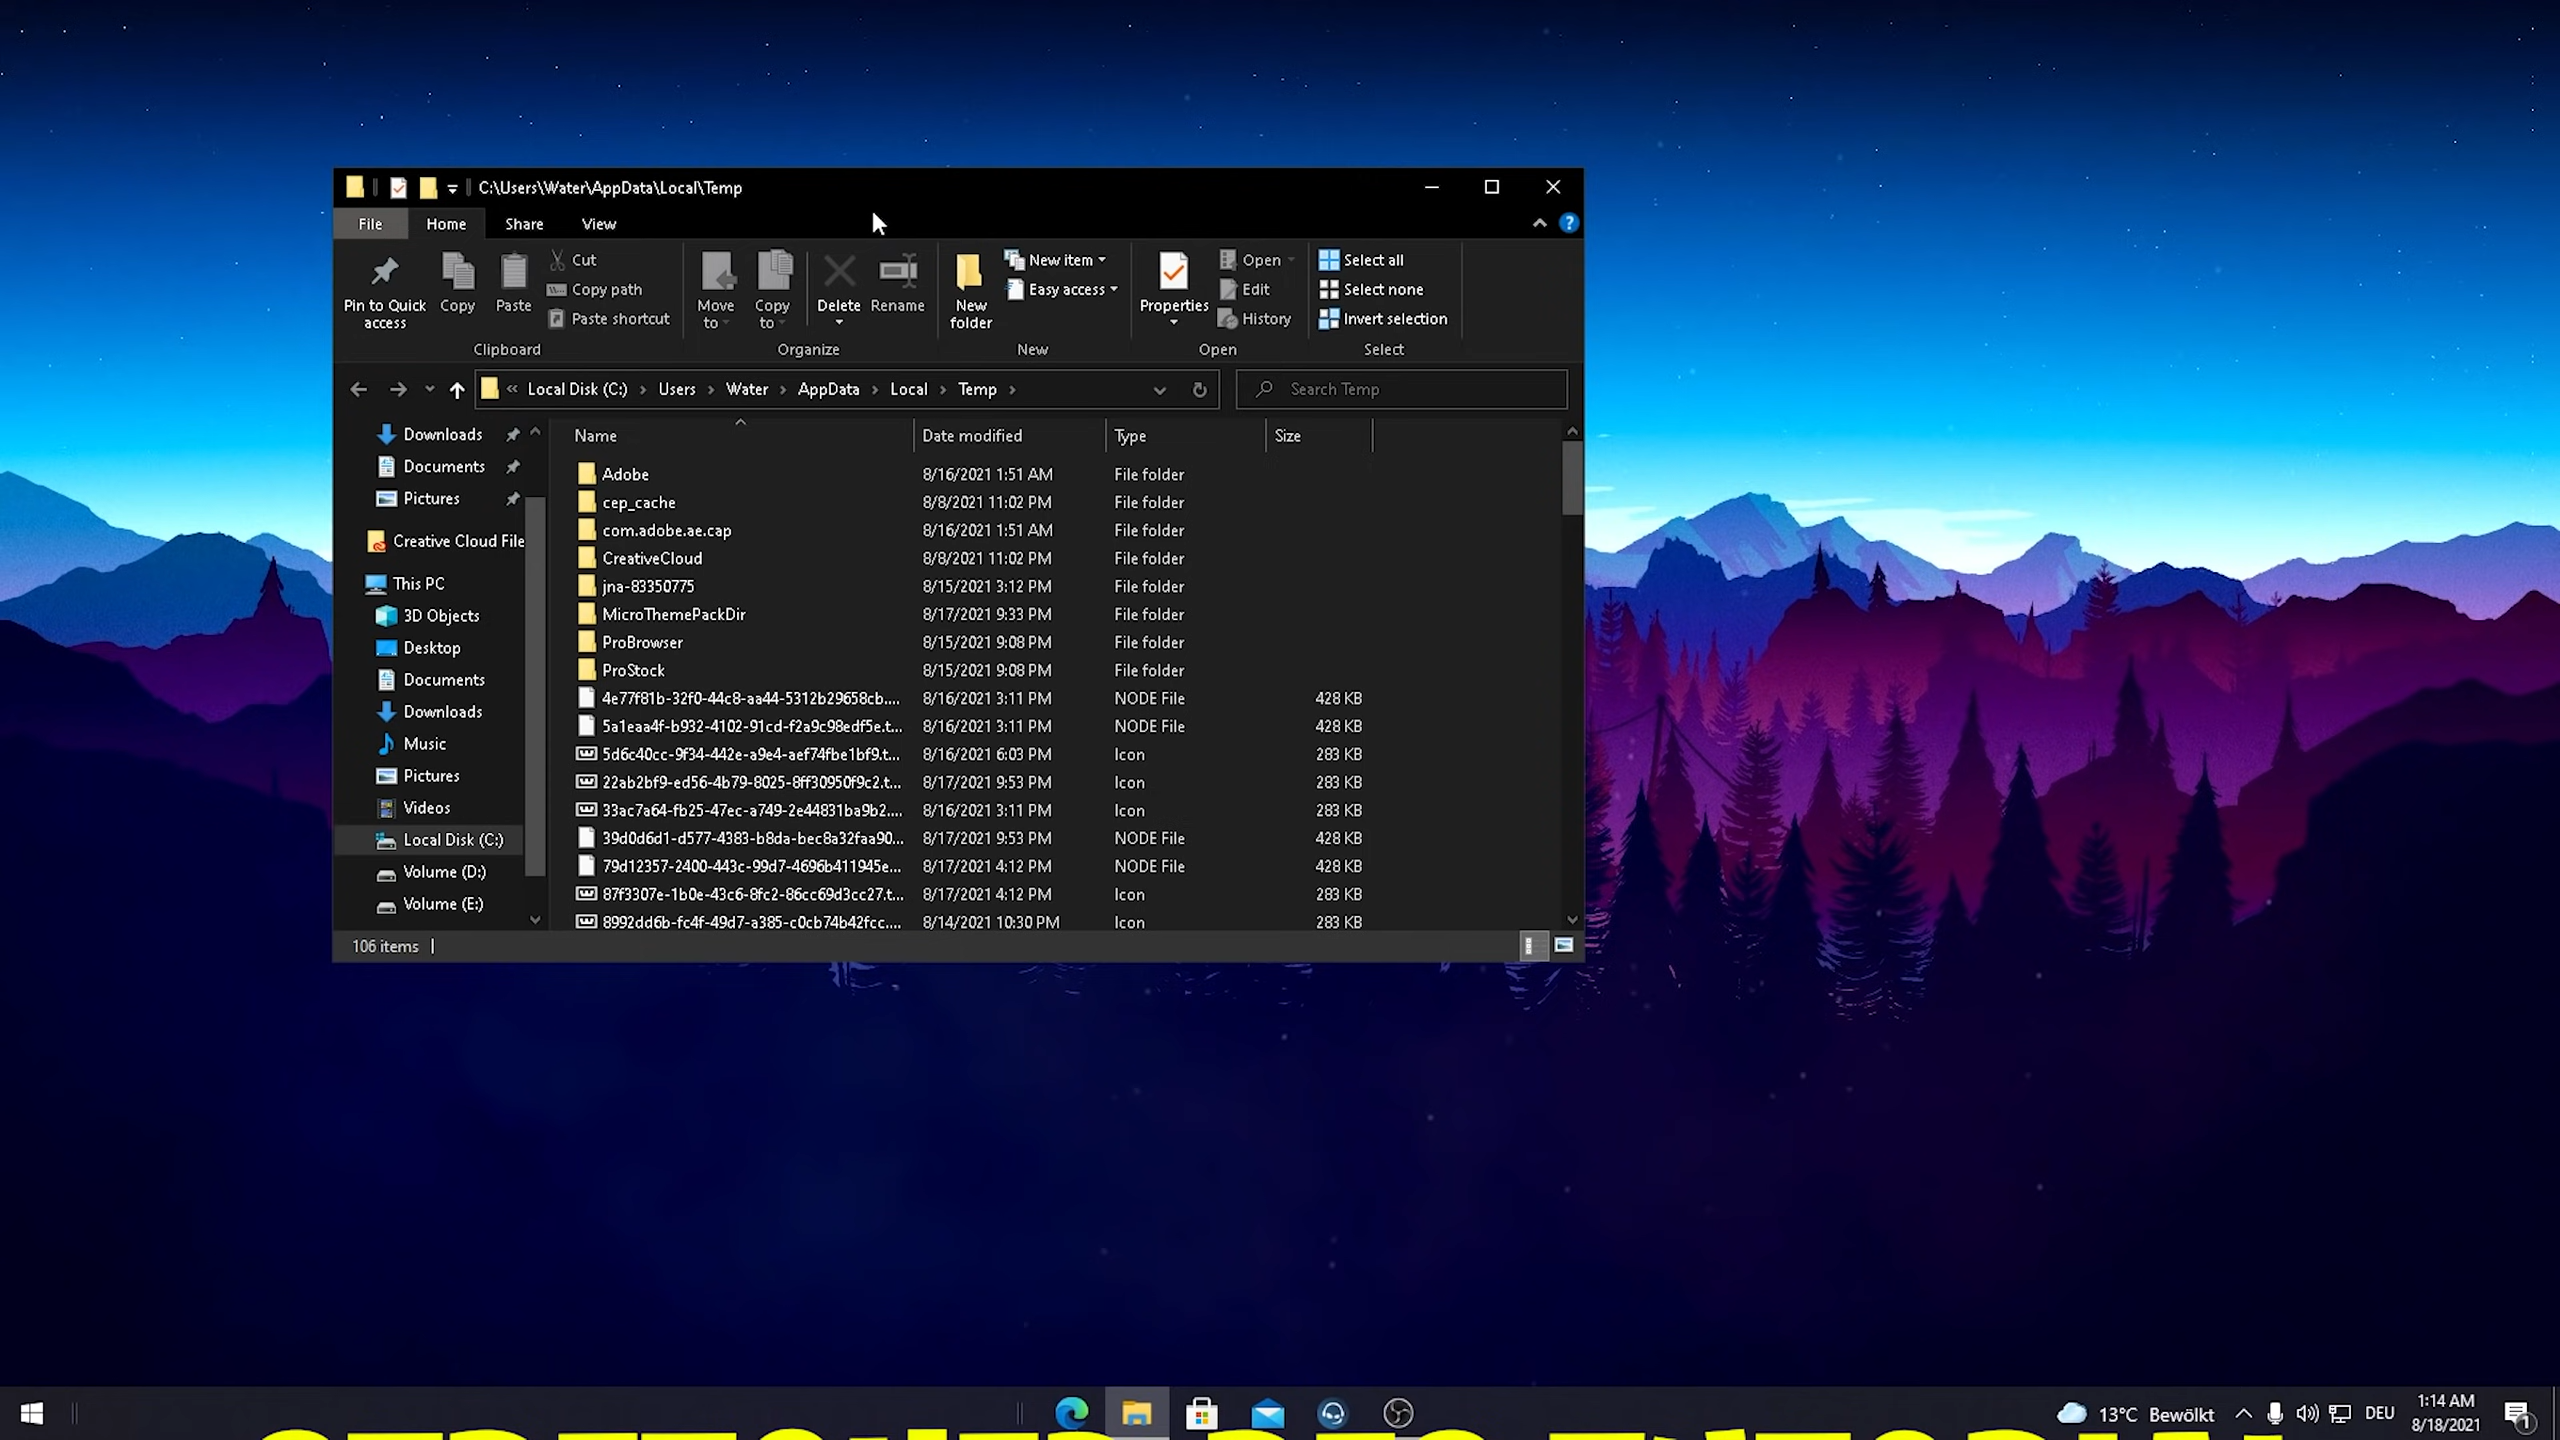 C:\Users\Water\AppData\Local\Temp
File Home Share View
Pin to Quick access
Copy
Paste
Cut
Copy path
Paste shortcut
Clipboard
Move to
Copy to
Delete
Rename
Organize
New folder
New item
Easy access
New
Properties
Open
Edit
History
Open
Select all
Select none
Invert selection
Select
« Local Disk (C:) › Users › Water › AppData › Local › Temp ›
Search Temp
Downloads
Documents
Pictures
Creative Cloud File
This PC
3D Objects
Desktop
Documents
Downloads
Music
Pictures
Videos
Local Disk (C:)
Volume (D:)
Volume (E:)
Name Date modified Type Size
Adobe 8/16/2021 1:51 AM File folder
cep_cache 8/8/2021 11:02 PM File folder
com.adobe.ae.cap 8/16/2021 1:51 AM File folder
CreativeCloud 8/8/2021 11:02 PM File folder
jna-83350775 8/15/2021 3:12 PM File folder
MicroThemePackDir 8/17/2021 9:33 PM File folder
ProBrowser 8/15/2021 9:08 PM File folder
ProStock 8/15/2021 9:08 PM File folder
4e77f81b-32f0-44c8-aa44-5312b29658cb.... 8/16/2021 3:11 PM NODE File 428 KB
5a1eaa4f-b932-4102-91cd-f2a9c98edf5e.t... 8/16/2021 3:11 PM NODE File 428 KB
5d6c40cc-9f34-442e-a9e4-aef74fbe1bf9.t... 8/16/2021 6:03 PM Icon 283 KB
22ab2bf9-ed56-4b79-8025-8ff30950f9c2.t... 8/17/2021 9:53 PM Icon 283 KB
33ac7a64-fb25-47ec-a749-2e44831ba9b2.... 8/16/2021 3:11 PM Icon 283 KB
39d0d6d1-d577-4383-b8da-bec8a32faa90... 8/17/2021 9:53 PM NODE File 428 KB
79d12357-2400-443c-99d7-4696b411945e... 8/17/2021 4:12 PM NODE File 428 KB
87f3307e-1b0e-43c6-8fc2-86cc69d3cc27.t... 8/17/2021 4:12 PM Icon 283 KB
8992dd6b-fc4f-49d7-a385-c0cb74b42fcc.... 8/14/2021 10:30 PM Icon 283 KB
106 items
13°C Bewölkt
DEU
1:14 AM
8/18/2021
1